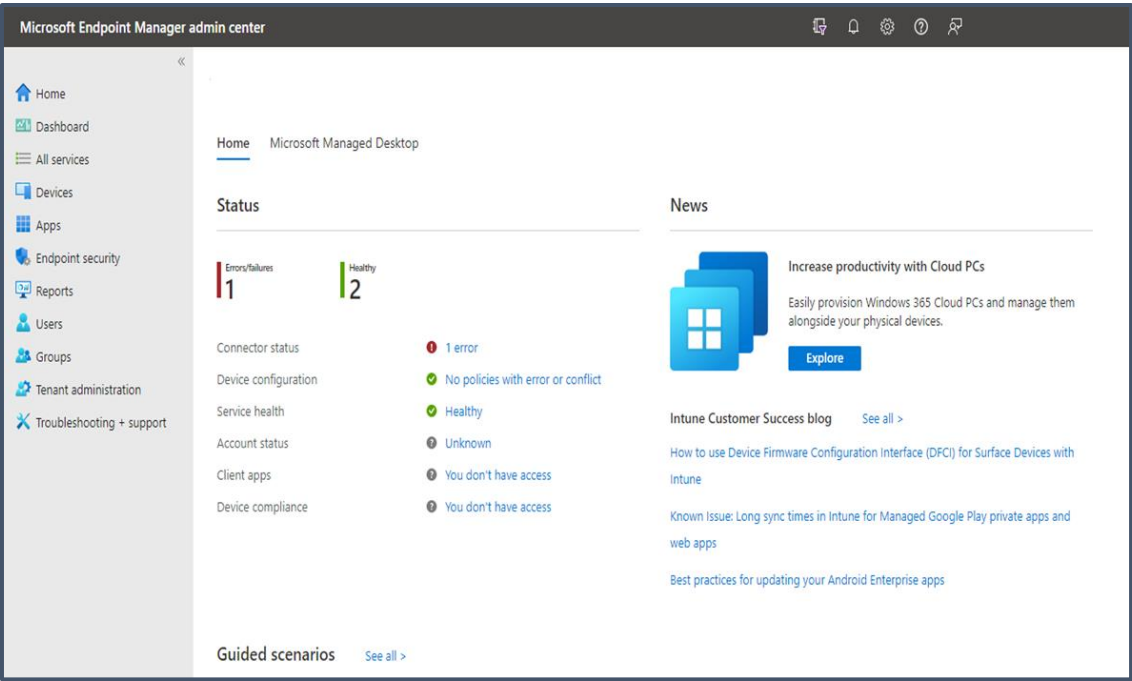 Microsoft Endpoint Manager admin center
«
Home
Dashboard
All services
Devices
Apps
Endpoint security
Reports
Users
Groups
Tenant administration
Troubleshooting + support
Home Microsoft Managed Desktop
Status
Errors/failures
1
Healthy
2
Connector status 1 error
Device configuration No policies with error or conflict
Service health Healthy
Account status Unknown
Client apps You don't have access
Device compliance You don't have access
News
Increase productivity with Cloud PCs
Easily provision Windows 365 Cloud PCs and manage them
alongside your physical devices.
Explore
Intune Customer Success blog See all >
How to use Device Firmware Configuration Interface (DFCI) for Surface Devices with
Intune
Known Issue: Long sync times in Intune for Managed Google Play private apps and
web apps
Best practices for updating your Android Enterprise apps
Guided scenarios See all >